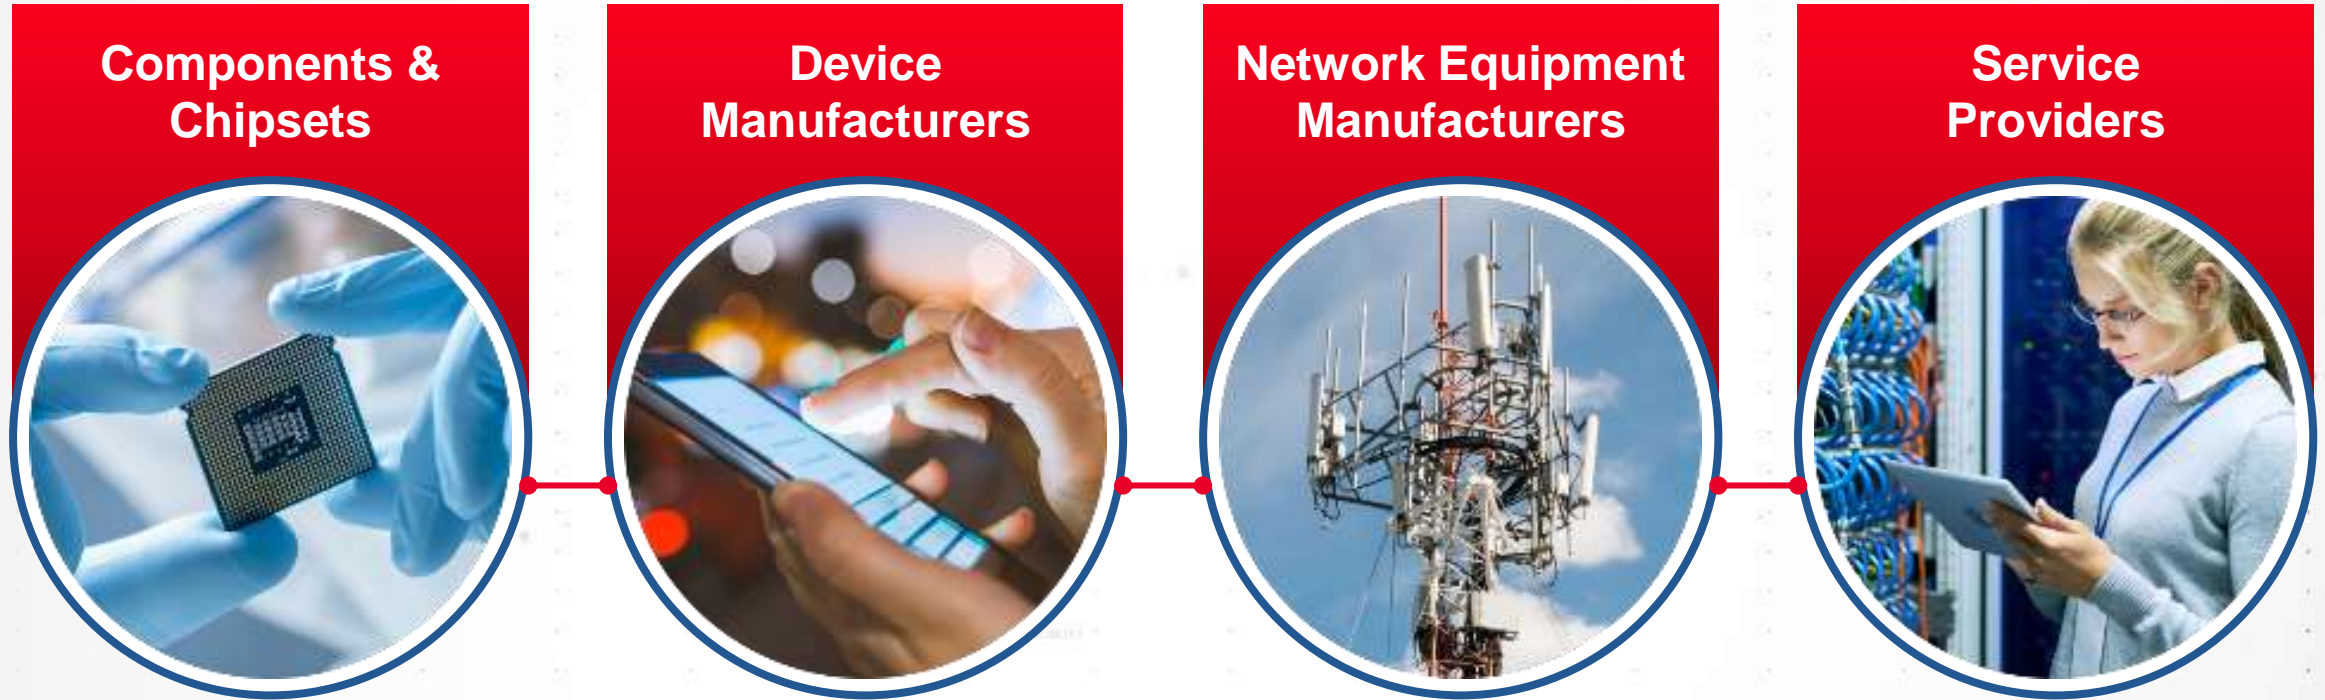 Components &
Chipsets
Device
Manufacturers
Network Equipment
Manufacturers
Service
Providers